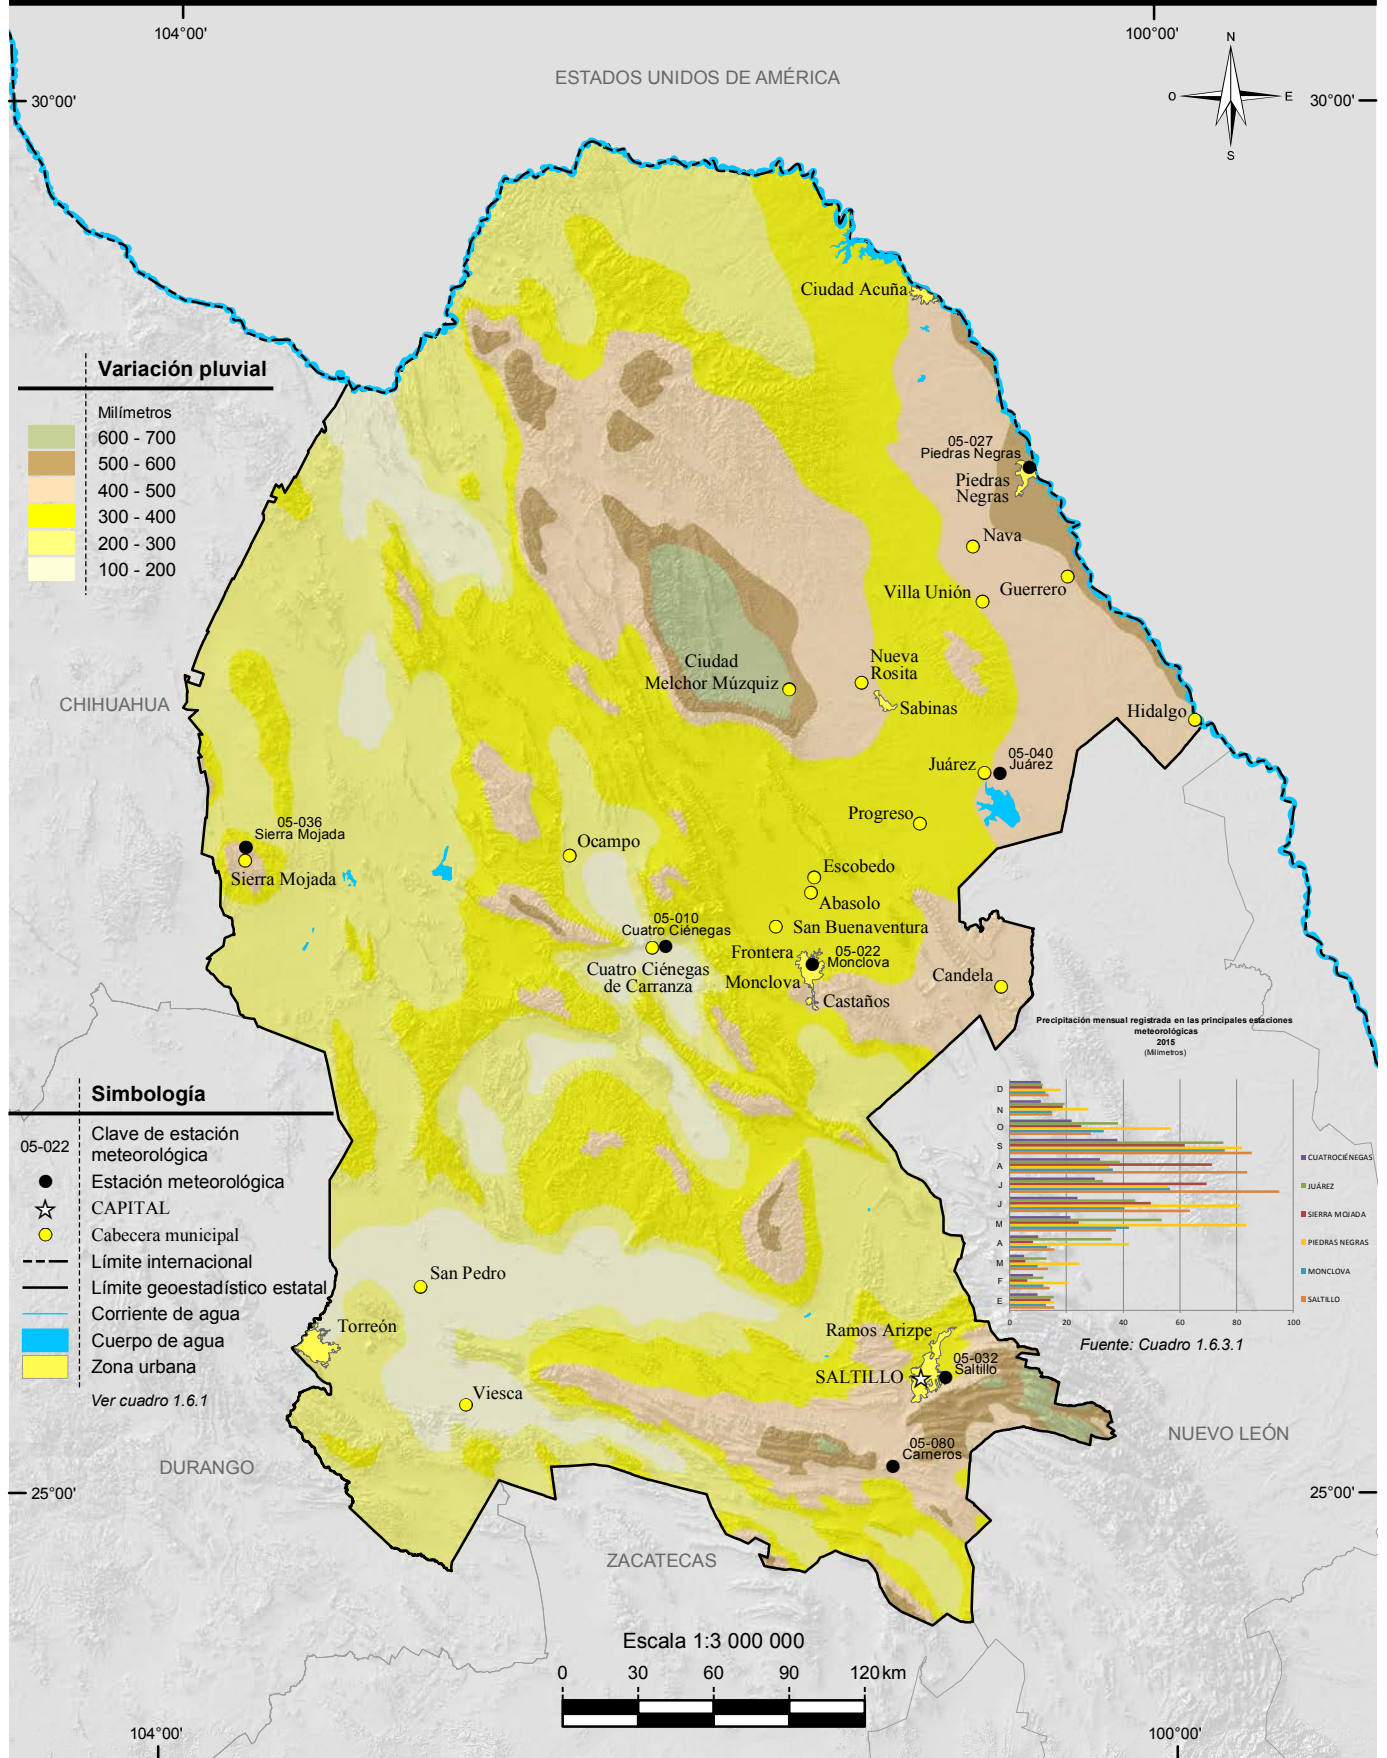 104°00'
100°00'
ESTADOS UNIDOS DE AMÉRICA
N
O
E
S
30°00'
30°00'
Ciudad Acuña
Variación pluvial
Milímetros
600 - 700
500 - 600
400 - 500
300 - 400
200 - 300
100 - 200
05-027
Piedras Negras
Piedras
Negras
Nava
Guerrero
Villa Unión
Nueva
Rosita
Ciudad
Melchor Múzquiz
Sabinas
CHIHUAHUA
Hidalgo
05-040
Juárez
Juárez
Progreso
05-036
Sierra Mojada
Sierra Mojada
Ocampo
Escobedo
Abasolo
05-010
Cuatro Ciénegas
San Buenaventura
Frontera
05-022
Monclova
Cuatro Ciénegas
de Carranza
Monclova
Castaños
Candela
Precipitación mensual registrada en las principales estaciones
meteorológicas
2015
(Milímetros)
D
N
O
S
A
J
J
M
A
M
F
E
0
20
40
60
80
100
CUATROCIÉNEGAS
JUÁREZ
SIERRA MOJADA
PIEDRAS NEGRAS
MONCLOVA
SALTILLO
Fuente: Cuadro 1.6.3.1
Simbología
05-022
Clave de estación
meteorológica
Estación meteorológica
CAPITAL
Cabecera municipal
Límite internacional
Límite geoestadístico estatal
Corriente de agua
Cuerpo de agua
Zona urbana
Ver cuadro 1.6.1
San Pedro
Torreón
Ramos Arizpe
05-032
Saltillo
SALTILLO
Viesca
05-080
Carneros
NUEVO LEÓN
DURANGO
25°00'
25°00'
ZACATECAS
Escala 1:3 000 000
0
30
60
90
120 km
104°00'
100°00'